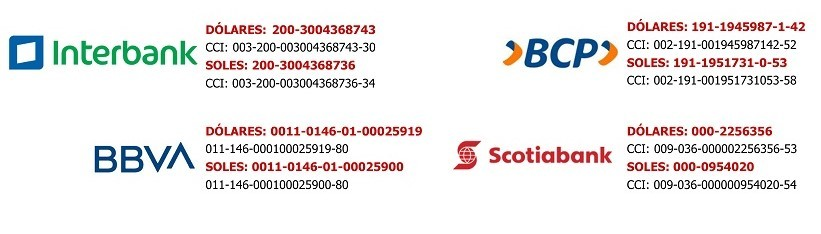 Interbank
DÓLARES: 200-3004368743
CCI: 003-200-003004368743-30
SOLES: 200-3004368736
CCI: 003-200-003004368736-34
BCP
DÓLARES: 191-1945987-1-42
CCI: 002-191-001945987142-52
SOLES: 191-1951731-0-53
CCI: 002-191-001951731053-58
BBVA
DÓLARES: 0011-0146-01-00025919
011-146-000100025919-80
SOLES: 0011-0146-01-00025900
011-146-000100025900-80
Scotiabank
DÓLARES: 000-2256356
CCI: 009-036-000002256356-53
SOLES: 000-0954020
CCI: 009-036-000000954020-54